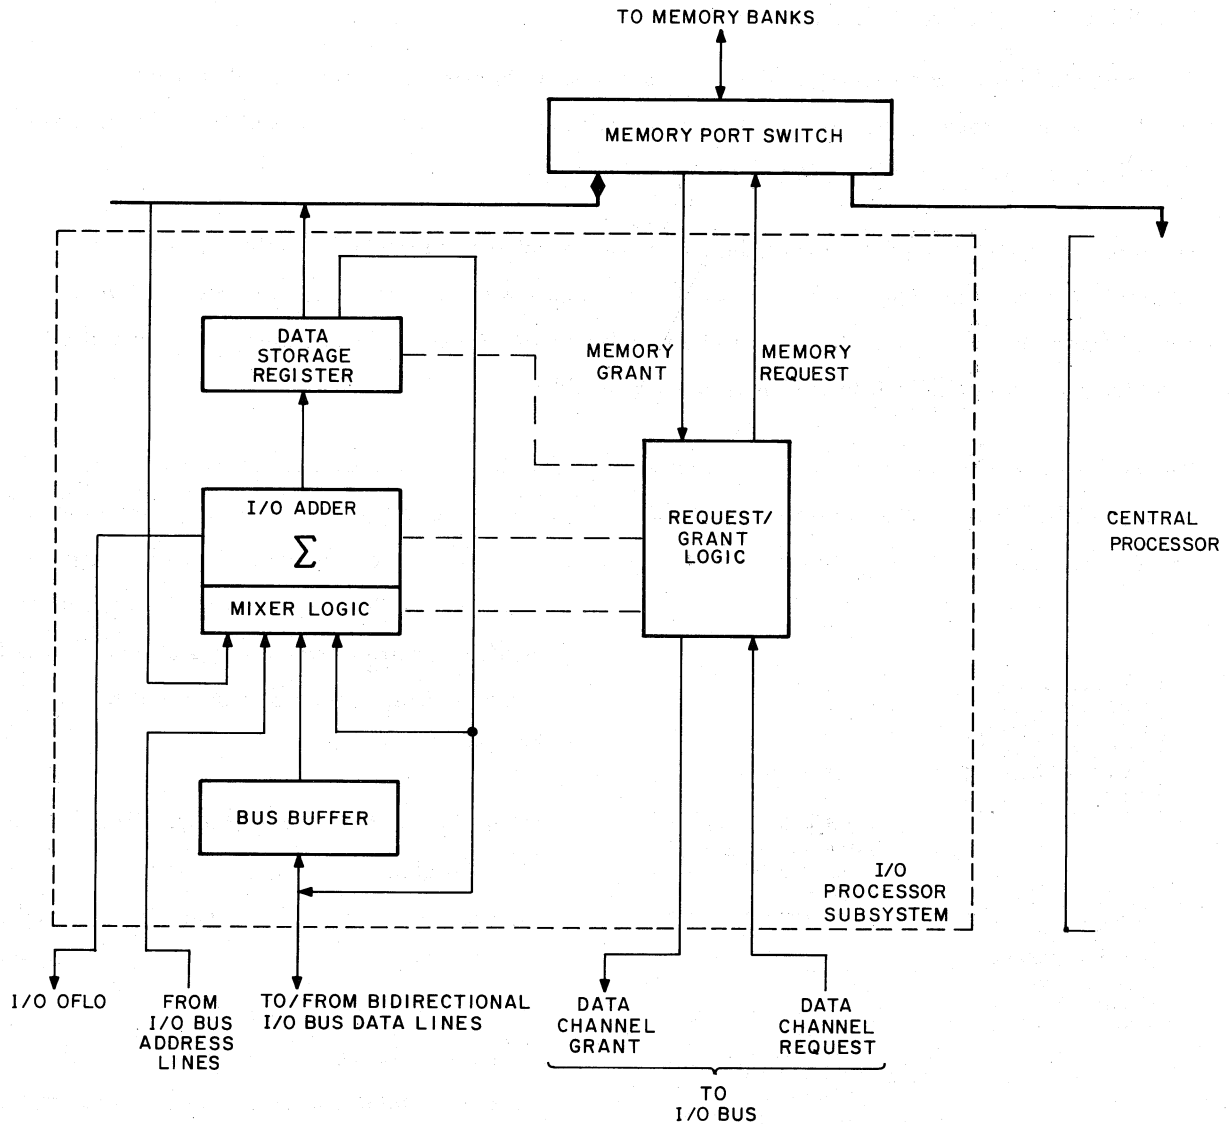 TO MEMORY BANKS
MEMORY PORT SWITCH
DATA
STORAGE
REGISTER
MEMORY
GRANT
MEMORY
REQUEST
I/O ADDER
Σ
MIXER LOGIC
REQUEST/
GRANT
LOGIC
CENTRAL
PROCESSOR
BUS BUFFER
I/O
PROCESSOR
SUBSYSTEM
I/O OFLO
FROM
I/O BUS
ADDRESS
LINES
TO/FROM BIDIRECTIONAL
I/O BUS DATA LINES
DATA
CHANNEL
GRANT
DATA
CHANNEL
REQUEST
TO
I/O BUS